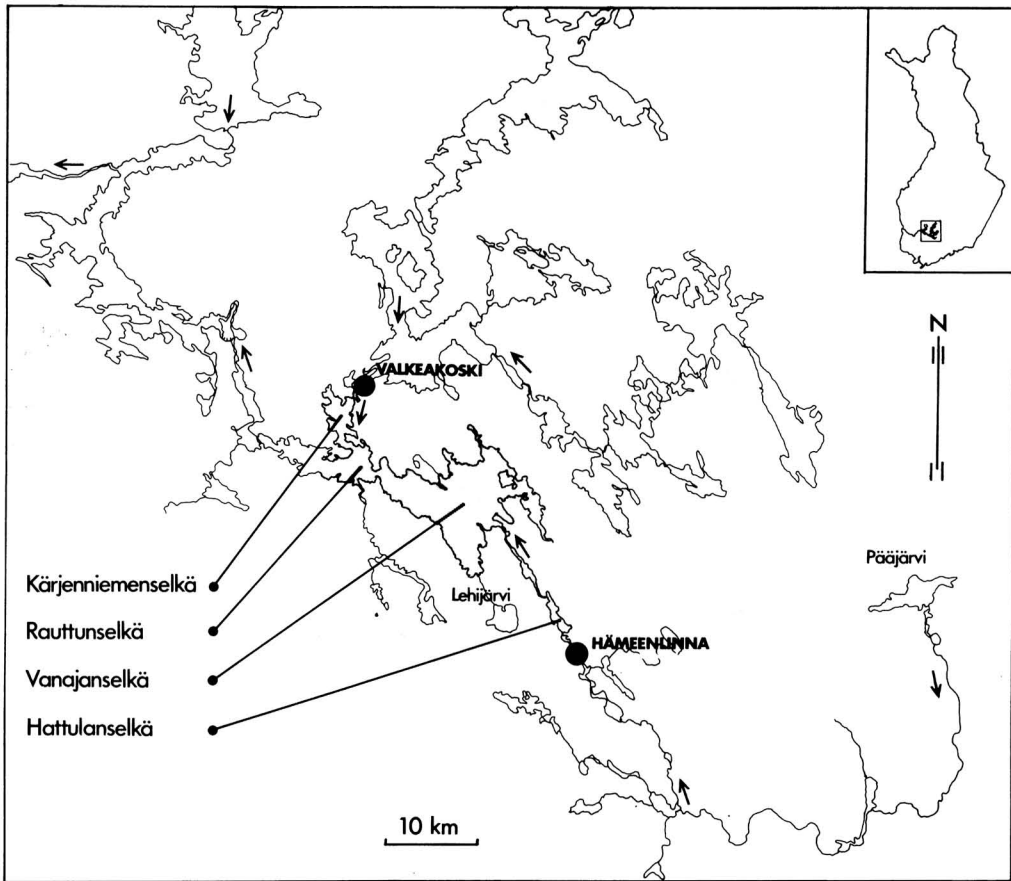 N
VALKEAKOSKI
Pääjärvi
Kärjenniemenselkä
Lehijärvi
Rauttunselkä
HÄMEENLINNA
Vanajanselkä
Hattulanselkä
10 km